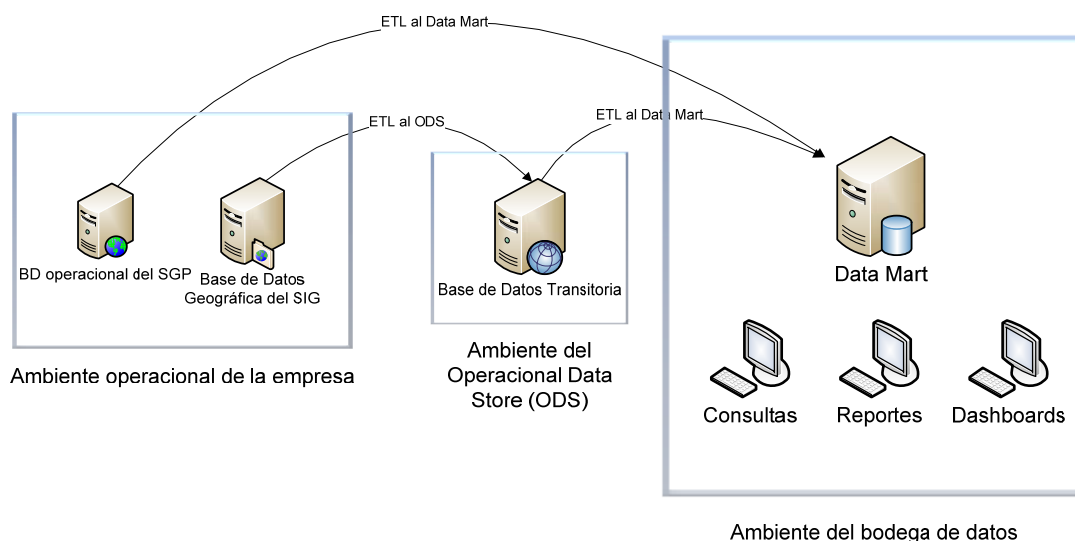 ETL al Data Mart
ETL al ODS
ETL al Data Mart
BD operacional del SGP
Base de Datos
Geográfica del SIG
Base de Datos Transitoria
Data Mart
Ambiente operacional de la empresa
Ambiente del
Operacional Data
Store (ODS)
Consultas
Reportes
Dashboards
Ambiente del bodega de datos